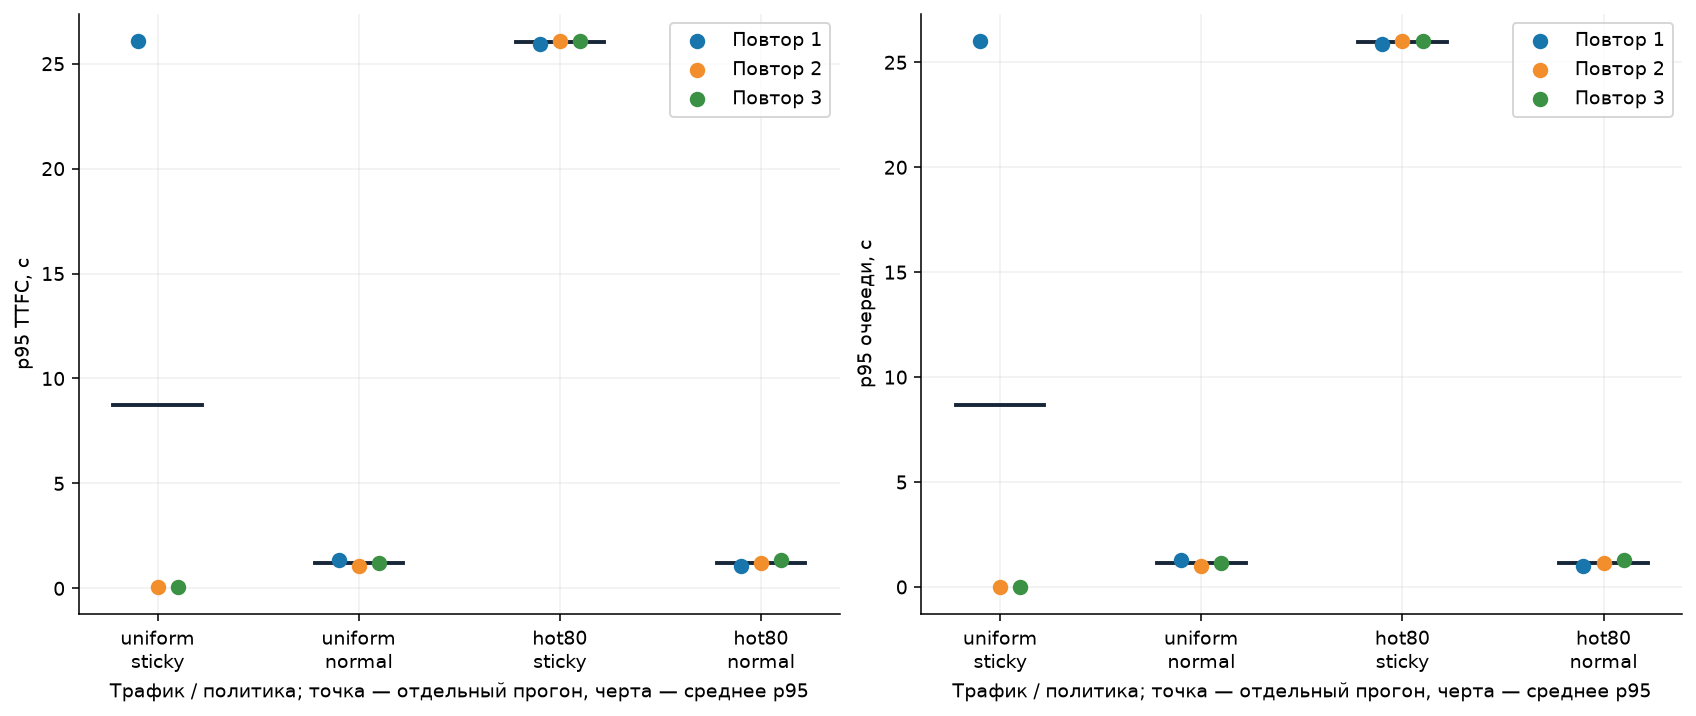 p95 TTFC, с
25
20
15
10
5
0
Повтор 1
Повтор 2
Повтор 3
uniform
sticky
uniform
normal
hot80
sticky
hot80
normal
Трафик / политика; точка — отдельный прогон, черта — среднее p95
p95 очереди, с
25
20
15
10
5
0
Повтор 1
Повтор 2
Повтор 3
uniform
sticky
uniform
normal
hot80
sticky
hot80
normal
Трафик / политика; точка — отдельный прогон, черта — среднее p95